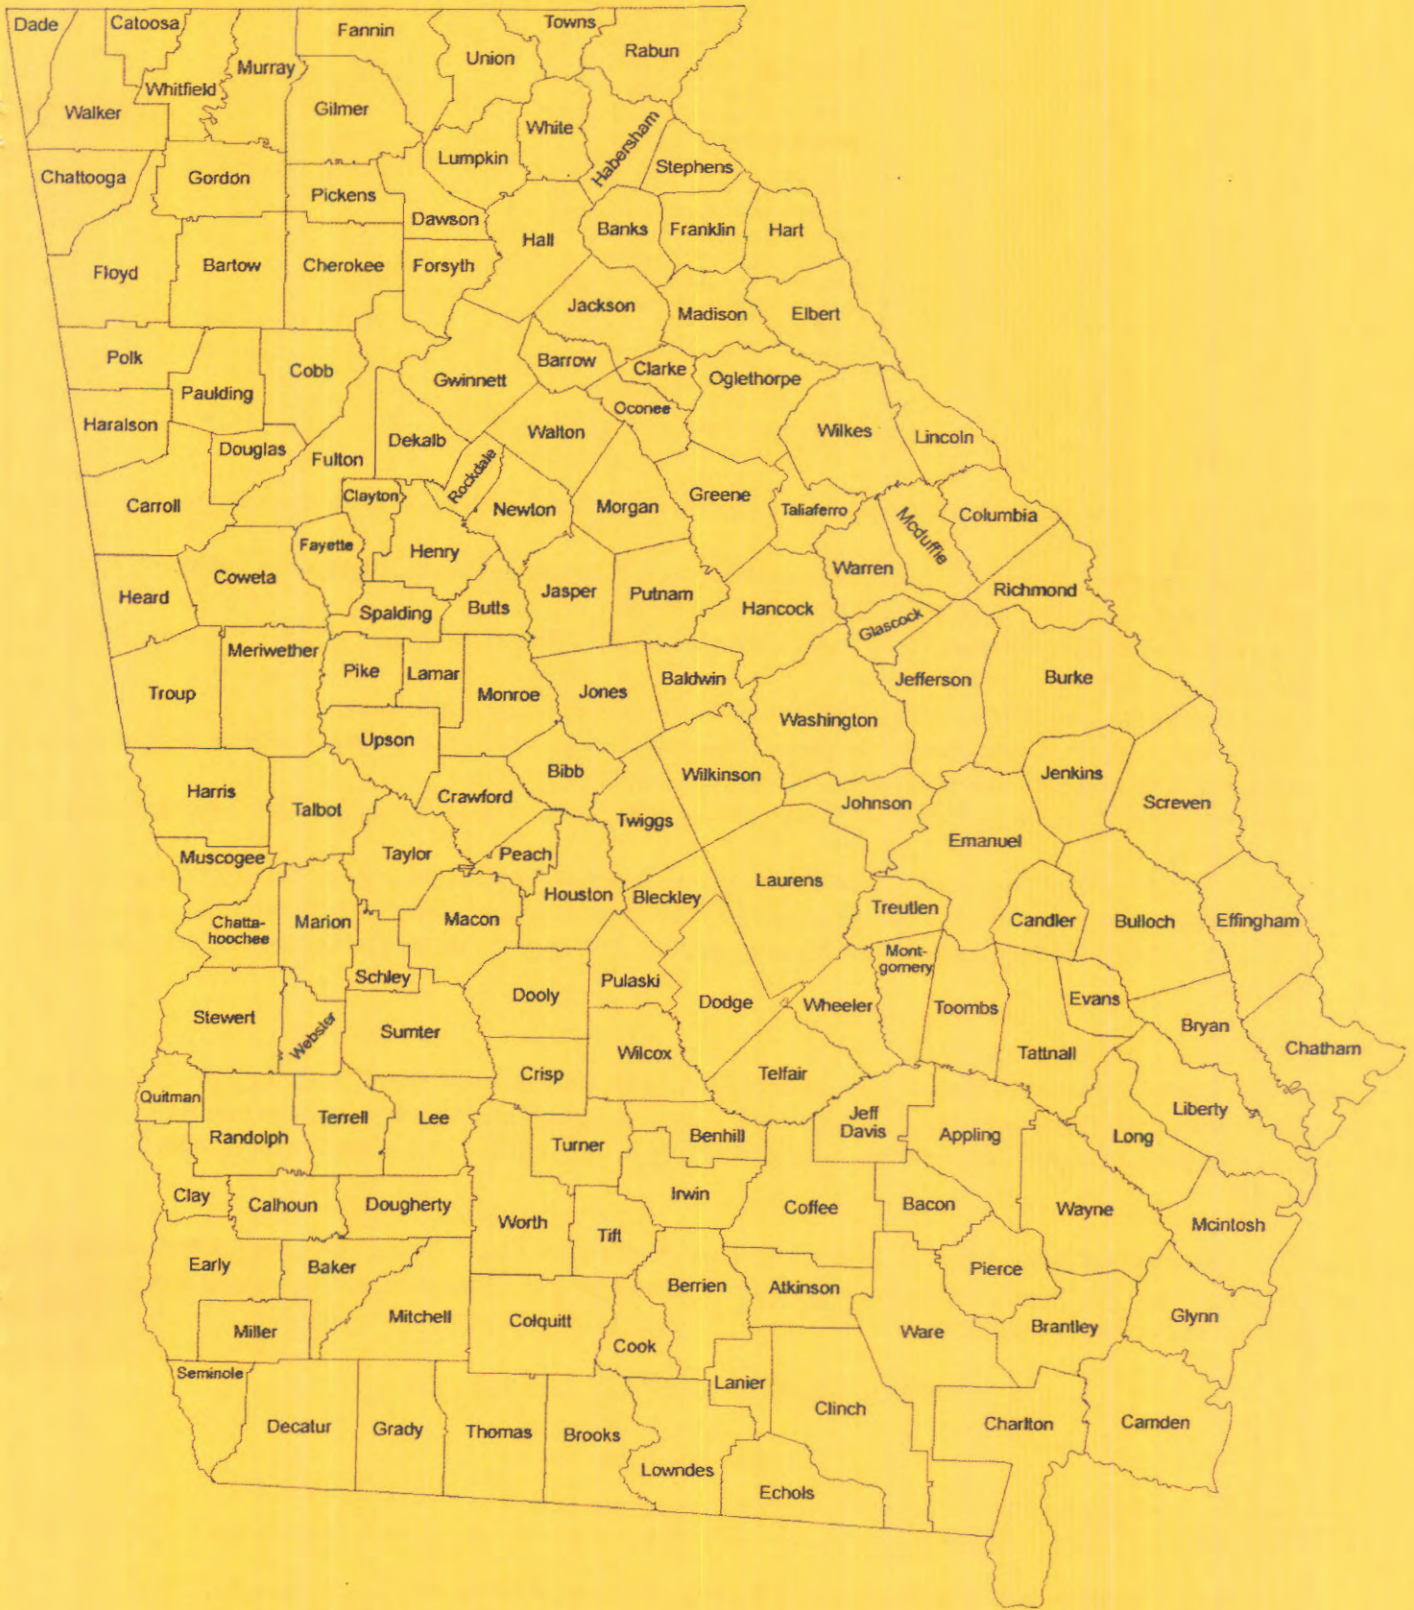 Dade
Catoosa
Fannin
Towns
Union
Rabun
Murray
Whitfield
Walker
Gilmer
White
Habersham
Lumpkin
Stephens
Chattooga
Gordon
Pickens
Dawson
Hall
Banks
Franklin
Hart
Floyd
Bartow
Cherokee
Forsyth
Jackson
Madison
Elbert
Polk
Paulding
Cobb
Gwinnett
Barrow
Clarke
Oglethorpe
Oconee
Haralson
Douglas
Fulton
Dekalb
Rockdale
Walton
Wilkes
Lincoln
Carroll
Clayton
Newton
Morgan
Greene
Taliaferro
Mcduffie
Columbia
Fayette
Henry
Coweta
Heard
Spalding
Butts
Jasper
Putnam
Hancock
Warren
Glascock
Richmond
Meriwether
Pike
Lamar
Monroe
Jones
Baldwin
Jefferson
Burke
Troup
Washington
Upson
Bibb
Wilkinson
Jenkins
Harris
Talbot
Crawford
Twiggs
Johnson
Screven
Emanuel
Muscogee
Taylor
Peach
Houston
Bleckley
Laurens
Treutlen
Candler
Bulloch
Effingham
Chatta-
hoochee
Marion
Macon
Schley
Dooly
Pulaski
Dodge
Wheeler
Mont-
gomery
Toombs
Evans
Tattnall
Bryan
Chatham
Stewert
Webster
Sumter
Crisp
Wilcox
Telfair
Quitman
Randolph
Terrell
Lee
Turner
Benhill
Jeff
Davis
Appling
Long
Liberty
Clay
Calhoun
Dougherty
Worth
Tift
Irwin
Coffee
Bacon
Wayne
Mcintosh
Early
Baker
Mitchell
Colquitt
Berrien
Atkinson
Pierce
Miller
Cook
Ware
Brantley
Glynn
Seminole
Decatur
Grady
Thomas
Brooks
Lanier
Clinch
Charlton
Camden
Lowndes
Echols